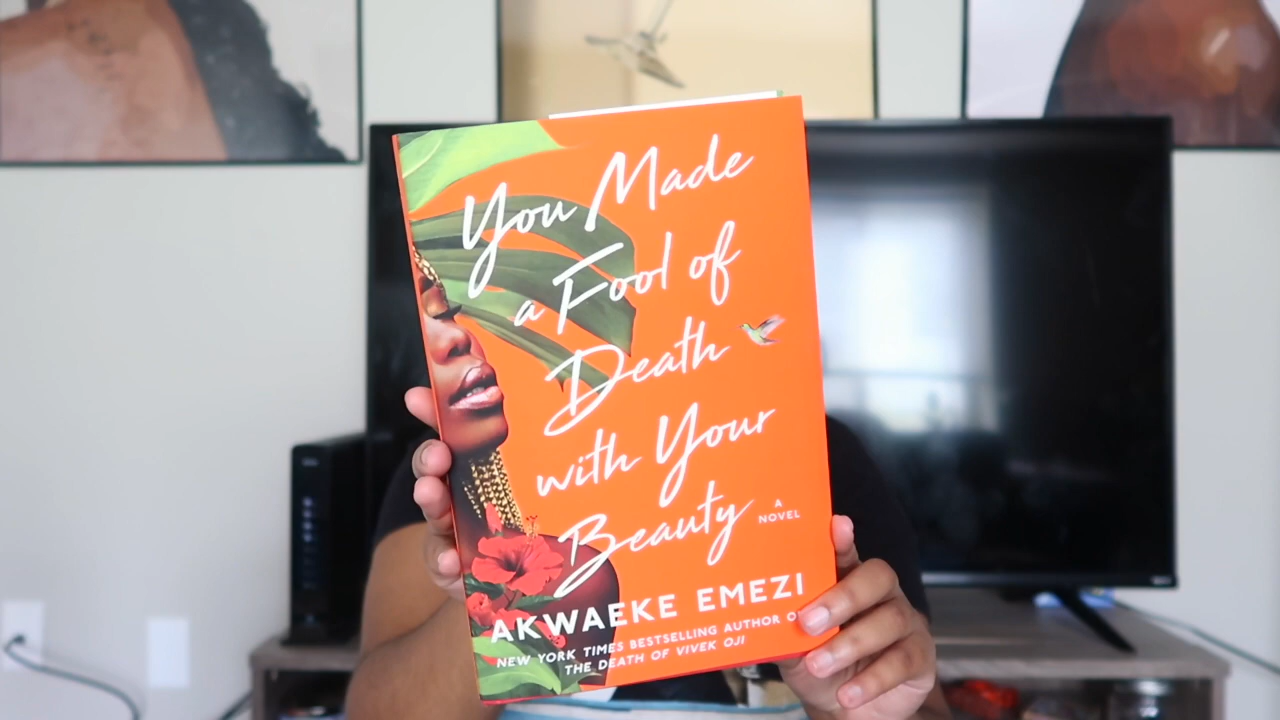 You Made
a Fool of
Death
with Your
Beauty
A
NOVEL
AKWAEKE EMEZI
NEW YORK TIMES BESTSELLING AUTHOR
THE DEATH OF VIVEK OJI